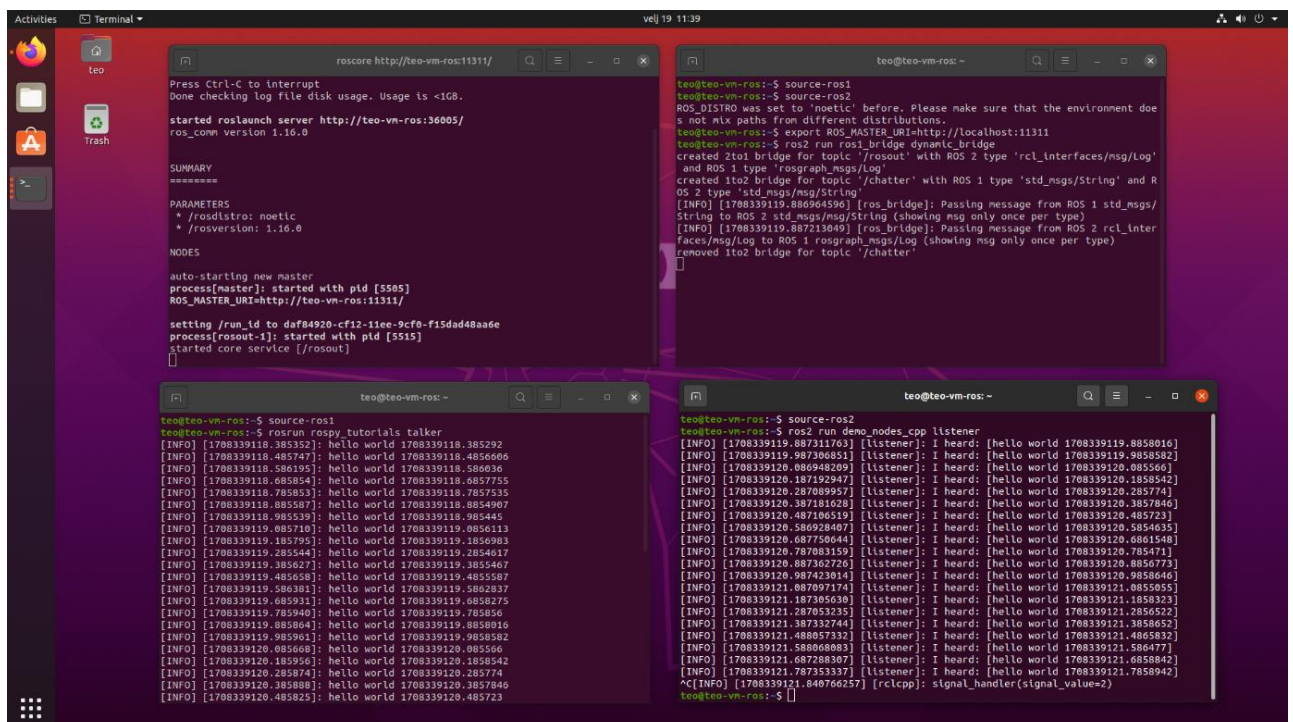 Activities
Terminal
velj 19 11:39
teo
Trash
roscore http://teo-vm-ros:11311/
Press Ctrl-C to interrupt
Done checking log file disk usage. Usage is <1GB.
started roslaunch server http://teo-vm-ros:36005/
ros_comm version 1.16.0
SUMMARY
========
PARAMETERS
* /rosdistro: noetic
* /rosversion: 1.16.0
NODES
auto-starting new master
process[master]: started with pid [5505]
ROS_MASTER_URI=http://teo-vm-ros:11311/
setting /run_id to daf84920-cf12-11ee-9cf0-f15dad48aa6e
process[rosout-1]: started with pid [5515]
started core service [/rosout]
teo@teo-vm-ros: ~
teo@teo-vm-ros:~$ source-ros1
teo@teo-vm-ros:~$ source-ros2
ROS_DISTRO was set to 'noetic' before. Please make sure that the environment doe
s not mix paths from different distributions.
teo@teo-vm-ros:~$ export ROS_MASTER_URI=http://localhost:11311
teo@teo-vm-ros:~$ ros2 run ros1_bridge dynamic_bridge
created 2to1 bridge for topic '/rosout' with ROS 2 type 'rcl_interfaces/msg/Log'
and ROS 1 type 'rosgraph_msgs/Log'
created 1to2 bridge for topic '/chatter' with ROS 1 type 'std_msgs/String' and R
OS 2 type 'std_msgs/msg/String'
[INFO] [1708339119.886964596] [ros_bridge]: Passing message from ROS 1 std_msgs/
String to ROS 2 std_msgs/msg/String (showing msg only once per type)
[INFO] [1708339119.887213049] [ros_bridge]: Passing message from ROS 2 rcl_inter
faces/msg/Log to ROS 1 rosgraph_msgs/Log (showing msg only once per type)
removed 1to2 bridge for topic '/chatter'
teo@teo-vm-ros: ~
teo@teo-vm-ros:~$ source-ros1
teo@teo-vm-ros:~$ rosrun rospy_tutorials talker
[INFO] [1708339118.385352]: hello world 1708339118.385292
[INFO] [1708339118.485747]: hello world 1708339118.4856606
[INFO] [1708339118.586195]: hello world 1708339118.586036
[INFO] [1708339118.685854]: hello world 1708339118.6857755
[INFO] [1708339118.785853]: hello world 1708339118.7857535
[INFO] [1708339118.885587]: hello world 1708339118.8854907
[INFO] [1708339118.985539]: hello world 1708339118.985445
[INFO] [1708339119.085710]: hello world 1708339119.0856113
[INFO] [1708339119.185795]: hello world 1708339119.1856983
[INFO] [1708339119.285544]: hello world 1708339119.2854617
[INFO] [1708339119.385627]: hello world 1708339119.3855467
[INFO] [1708339119.485658]: hello world 1708339119.4855587
[INFO] [1708339119.586381]: hello world 1708339119.5862837
[INFO] [1708339119.685931]: hello world 1708339119.6858275
[INFO] [1708339119.785940]: hello world 1708339119.785856
[INFO] [1708339119.885864]: hello world 1708339119.8858016
[INFO] [1708339119.985961]: hello world 1708339119.9858582
[INFO] [1708339120.085668]: hello world 1708339120.085566
[INFO] [1708339120.185956]: hello world 1708339120.1858542
[INFO] [1708339120.285874]: hello world 1708339120.285774
[INFO] [1708339120.385888]: hello world 1708339120.3857846
[INFO] [1708339120.485825]: hello world 1708339120.485723
teo@teo-vm-ros: ~
teo@teo-vm-ros:~$ source-ros2
teo@teo-vm-ros:~$ ros2 run demo_nodes_cpp listener
[INFO] [1708339119.887311763] [listener]: I heard: [hello world 1708339119.8858016]
[INFO] [1708339119.987306851] [listener]: I heard: [hello world 1708339119.9858582]
[INFO] [1708339120.086948209] [listener]: I heard: [hello world 1708339120.085566]
[INFO] [1708339120.187192947] [listener]: I heard: [hello world 1708339120.1858542]
[INFO] [1708339120.287089957] [listener]: I heard: [hello world 1708339120.285774]
[INFO] [1708339120.387181628] [listener]: I heard: [hello world 1708339120.3857846]
[INFO] [1708339120.487106519] [listener]: I heard: [hello world 1708339120.485723]
[INFO] [1708339120.586928407] [listener]: I heard: [hello world 1708339120.5854635]
[INFO] [1708339120.687750644] [listener]: I heard: [hello world 1708339120.6861548]
[INFO] [1708339120.787083159] [listener]: I heard: [hello world 1708339120.785471]
[INFO] [1708339120.887362726] [listener]: I heard: [hello world 1708339120.8856773]
[INFO] [1708339120.987423014] [listener]: I heard: [hello world 1708339120.9858646]
[INFO] [1708339121.087097174] [listener]: I heard: [hello world 1708339121.0855055]
[INFO] [1708339121.187305630] [listener]: I heard: [hello world 1708339121.1858323]
[INFO] [1708339121.287053235] [listener]: I heard: [hello world 1708339121.2856522]
[INFO] [1708339121.387332744] [listener]: I heard: [hello world 1708339121.3858652]
[INFO] [1708339121.488057332] [listener]: I heard: [hello world 1708339121.4865832]
[INFO] [1708339121.588068083] [listener]: I heard: [hello world 1708339121.586477]
[INFO] [1708339121.687288307] [listener]: I heard: [hello world 1708339121.6858842]
[INFO] [1708339121.787353337] [listener]: I heard: [hello world 1708339121.7858942]
^C[INFO] [1708339121.840766257] [rclcpp]: signal_handler(signal_value=2)
teo@teo-vm-ros:~$